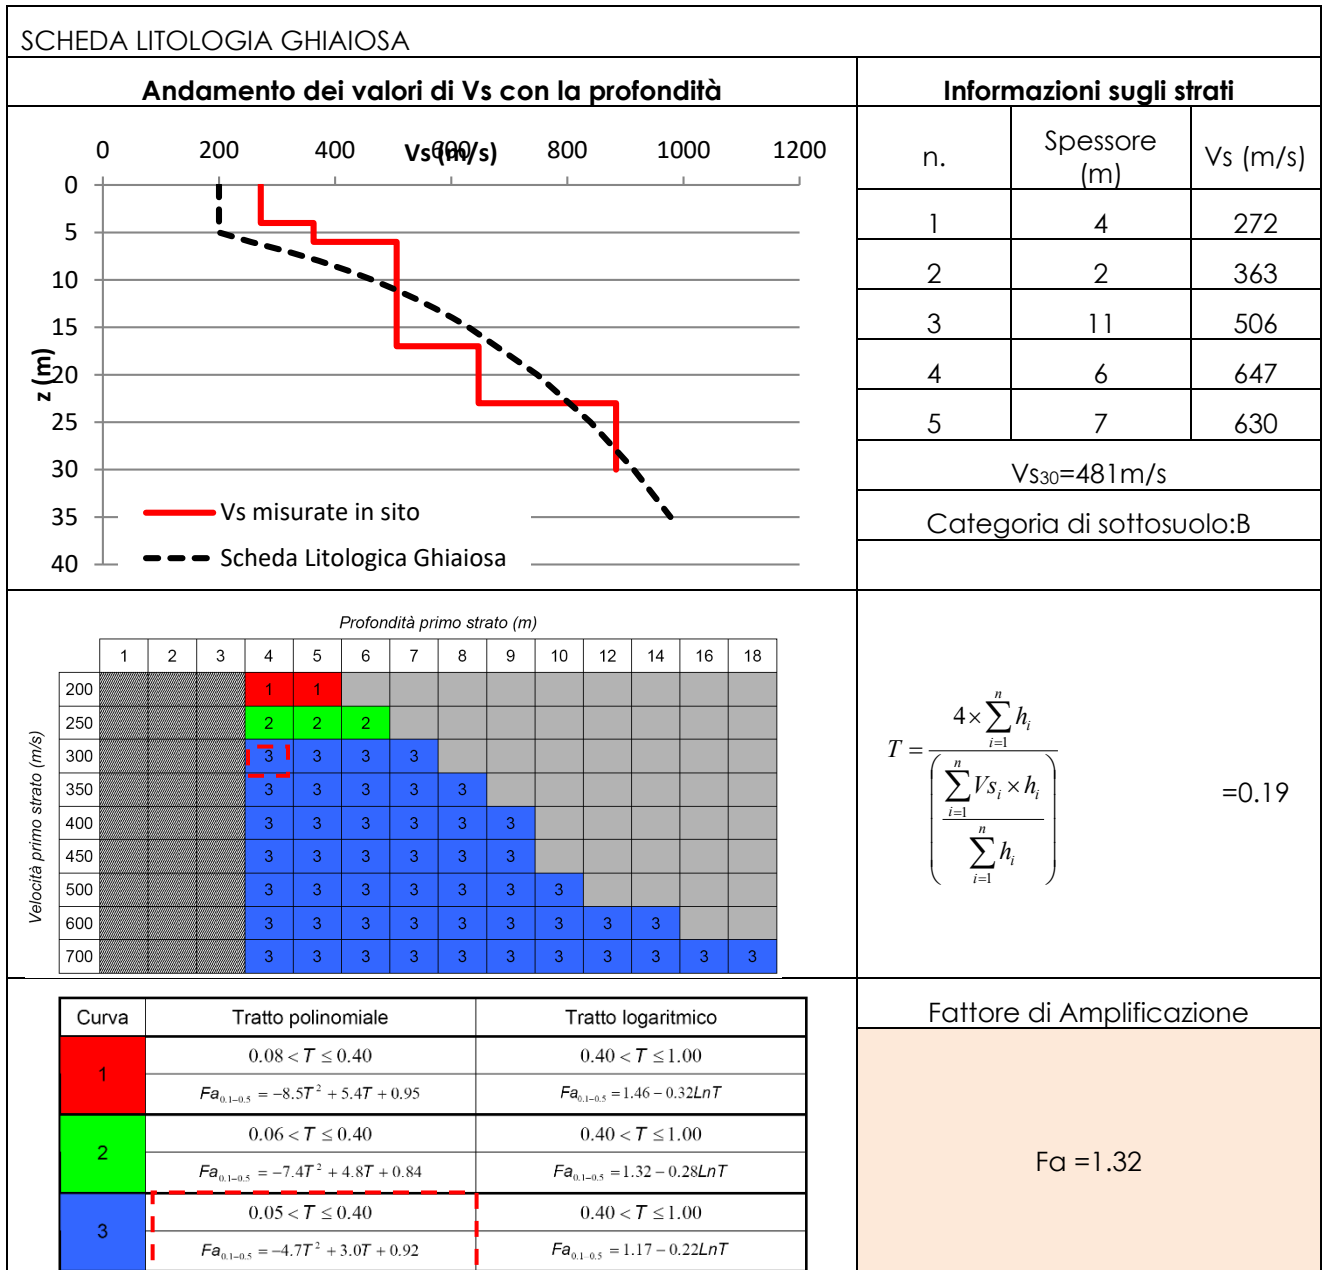 SCHEDA LITOLOGIA GHIAIOSA
Andamento dei valori di Vs con la profondità
Informazioni sugli strati
0 200 400 600 800 1000 1200
Vs (m/s)
0
5
10
15
20
25
30
35
40
z (m)
Vs misurate in sito
Scheda Litologica Ghiaiosa
n. Spessore (m) Vs (m/s)
1 4 272
2 2 363
3 11 506
4 6 647
5 7 630
Vs30=481m/s
Categoria di sottosuolo:B
Profondità primo strato (m)
Velocità primo strato (m/s)
1 2 3 4 5 6 7 8 9 10 12 14 16 18
200 1 1
250 2 2 2
300 3 3 3 3
350 3 3 3 3 3
400 3 3 3 3 3 3
450 3 3 3 3 3 3
500 3 3 3 3 3 3 3
600 3 3 3 3 3 3 3 3 3
700 3 3 3 3 3 3 3 3 3 3 3
T = 4×∑hi (i=1, n) / (∑Vsi × hi (i=1, n) / ∑hi (i=1, n)) =0.19
Curva Tratto polinomiale Tratto logaritmico
1 0.08 < T ≤ 0.40 0.40 < T ≤ 1.00
Fa0.1-0.5 = −8.5T² + 5.4T + 0.95 Fa0.1-0.5 = 1.46 − 0.32LnT
2 0.06 < T ≤ 0.40 0.40 < T ≤ 1.00
Fa0.1-0.5 = −7.4T² + 4.8T + 0.84 Fa0.1-0.5 = 1.32 − 0.28LnT
3 0.05 < T ≤ 0.40 0.40 < T ≤ 1.00
Fa0.1-0.5 = −4.7T² + 3.0T + 0.92 Fa0.1-0.5 = 1.17 − 0.22LnT
Fattore di Amplificazione
Fa =1.32